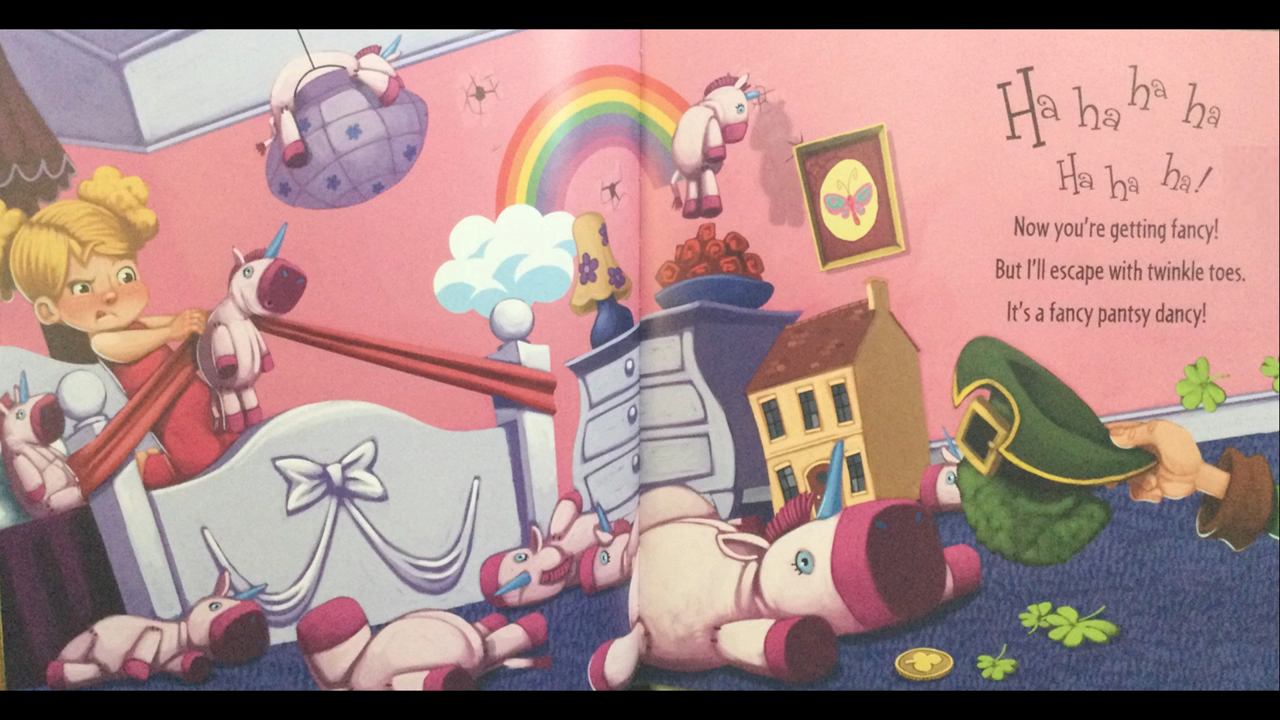 Ha ha ha ha
Ha ha ha!
Now you're getting fancy!
But I'll escape with twinkle toes.
It's a fancy pantsy dancy!